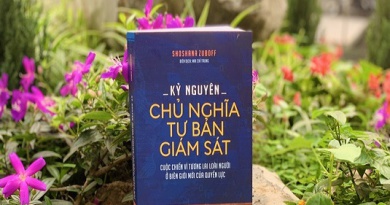 SHOSHANA ZUBOFF
KỶ NGUYÊN
CHỦ NGHĨA
TƯ BẢN
GIÁM SÁT
CUỘC CHIẾN VÌ TƯƠNG LAI LOÀI NGƯỜI
Ở BIÊN GIỚI MỚI CỦA QUYỀN LỰC